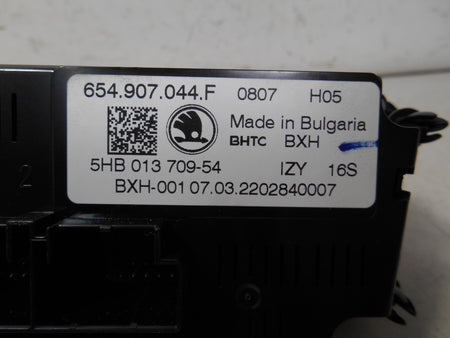 654.907.044.F 0807 H05
Made in Bulgaria
BHTC BXH
5HB 013 709-54 IZY 16S
BXH-001 07.03.2202840007
2